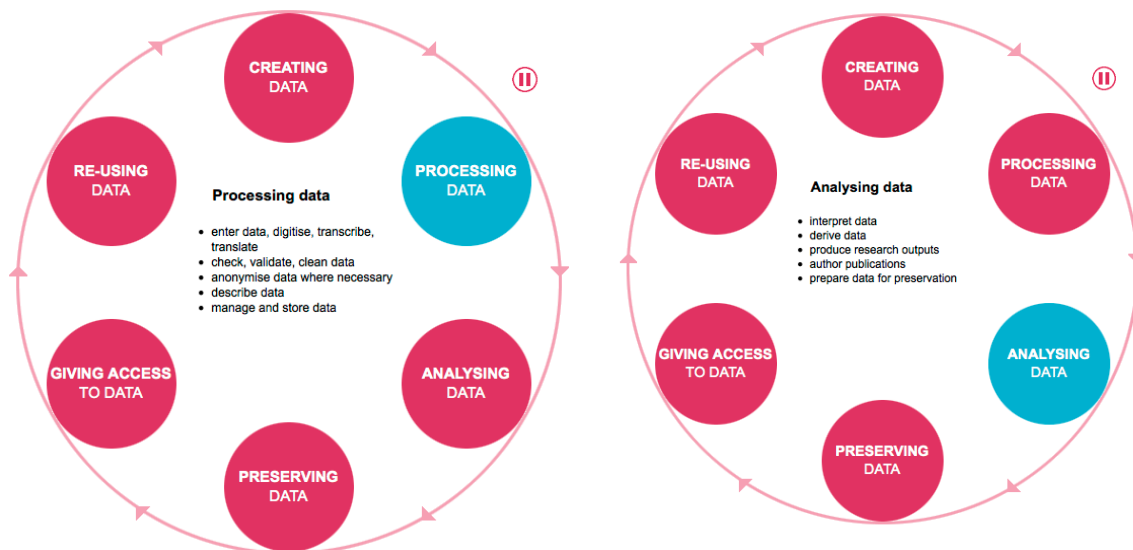 CREATING
DATA
PROCESSING
DATA
RE-USING
DATA
Processing data
• enter data, digitise, transcribe,
translate
• check, validate, clean data
• anonymise data where necessary
• describe data
• manage and store data
GIVING ACCESS
TO DATA
ANALYSING
DATA
PRESERVING
DATA
CREATING
DATA
PROCESSING
DATA
RE-USING
DATA
Analysing data
• interpret data
• derive data
• produce research outputs
• author publications
• prepare data for preservation
GIVING ACCESS
TO DATA
ANALYSING
DATA
PRESERVING
DATA